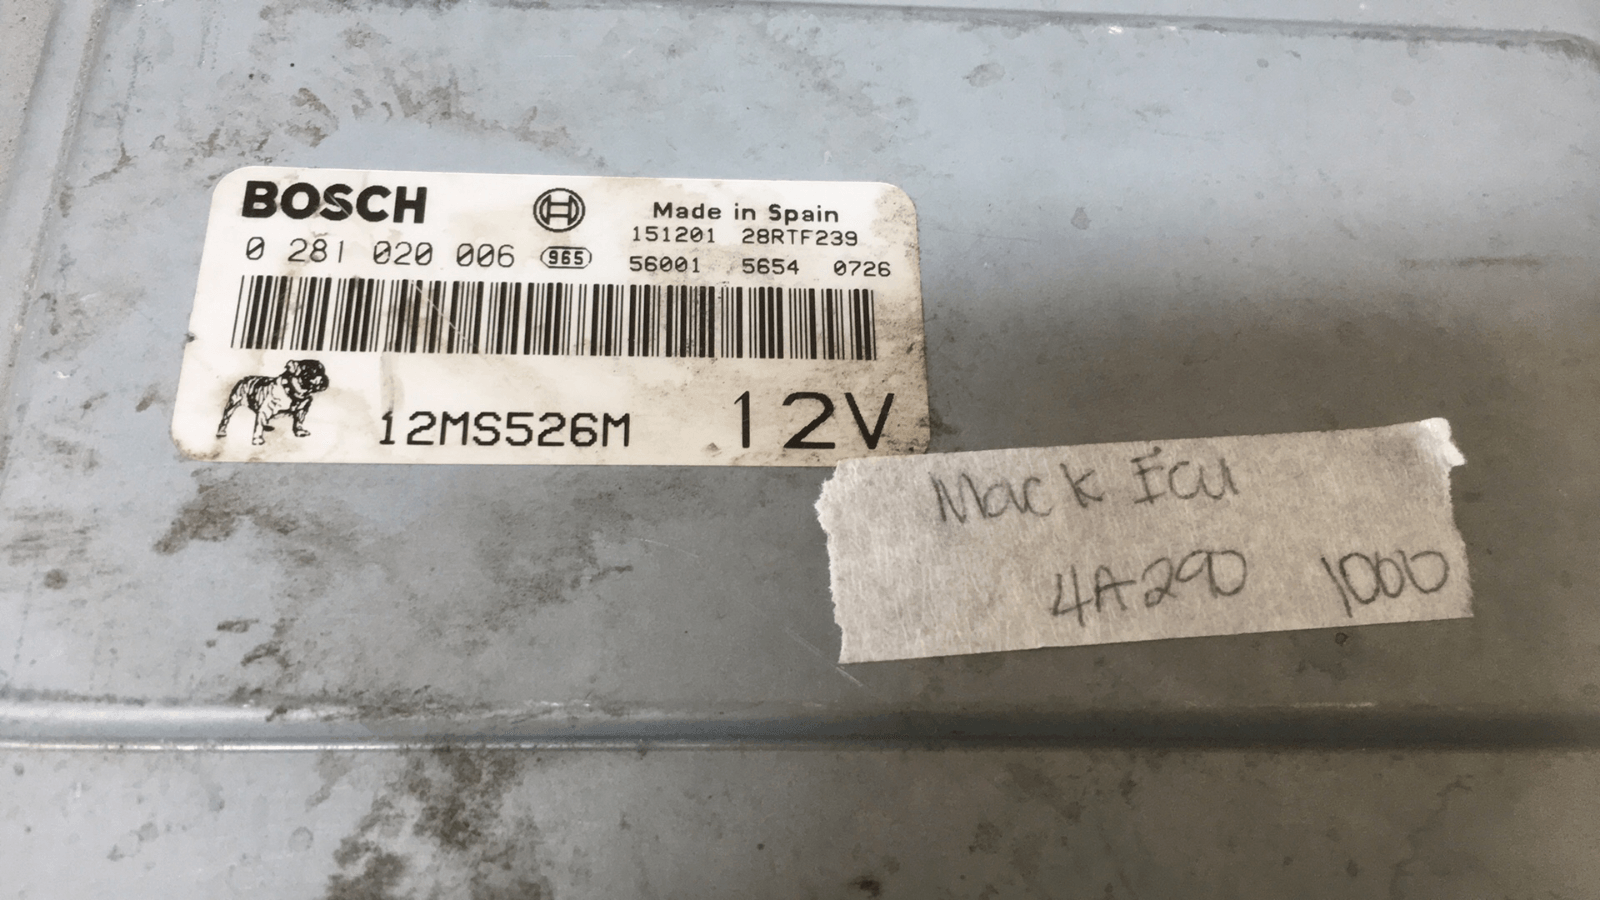 BOSCH
Made in Spain
151201 28RTF239
0 281 020 006 965
56001 5654 0726
12MS526M 12V
Mack Ecu
4A290 1000